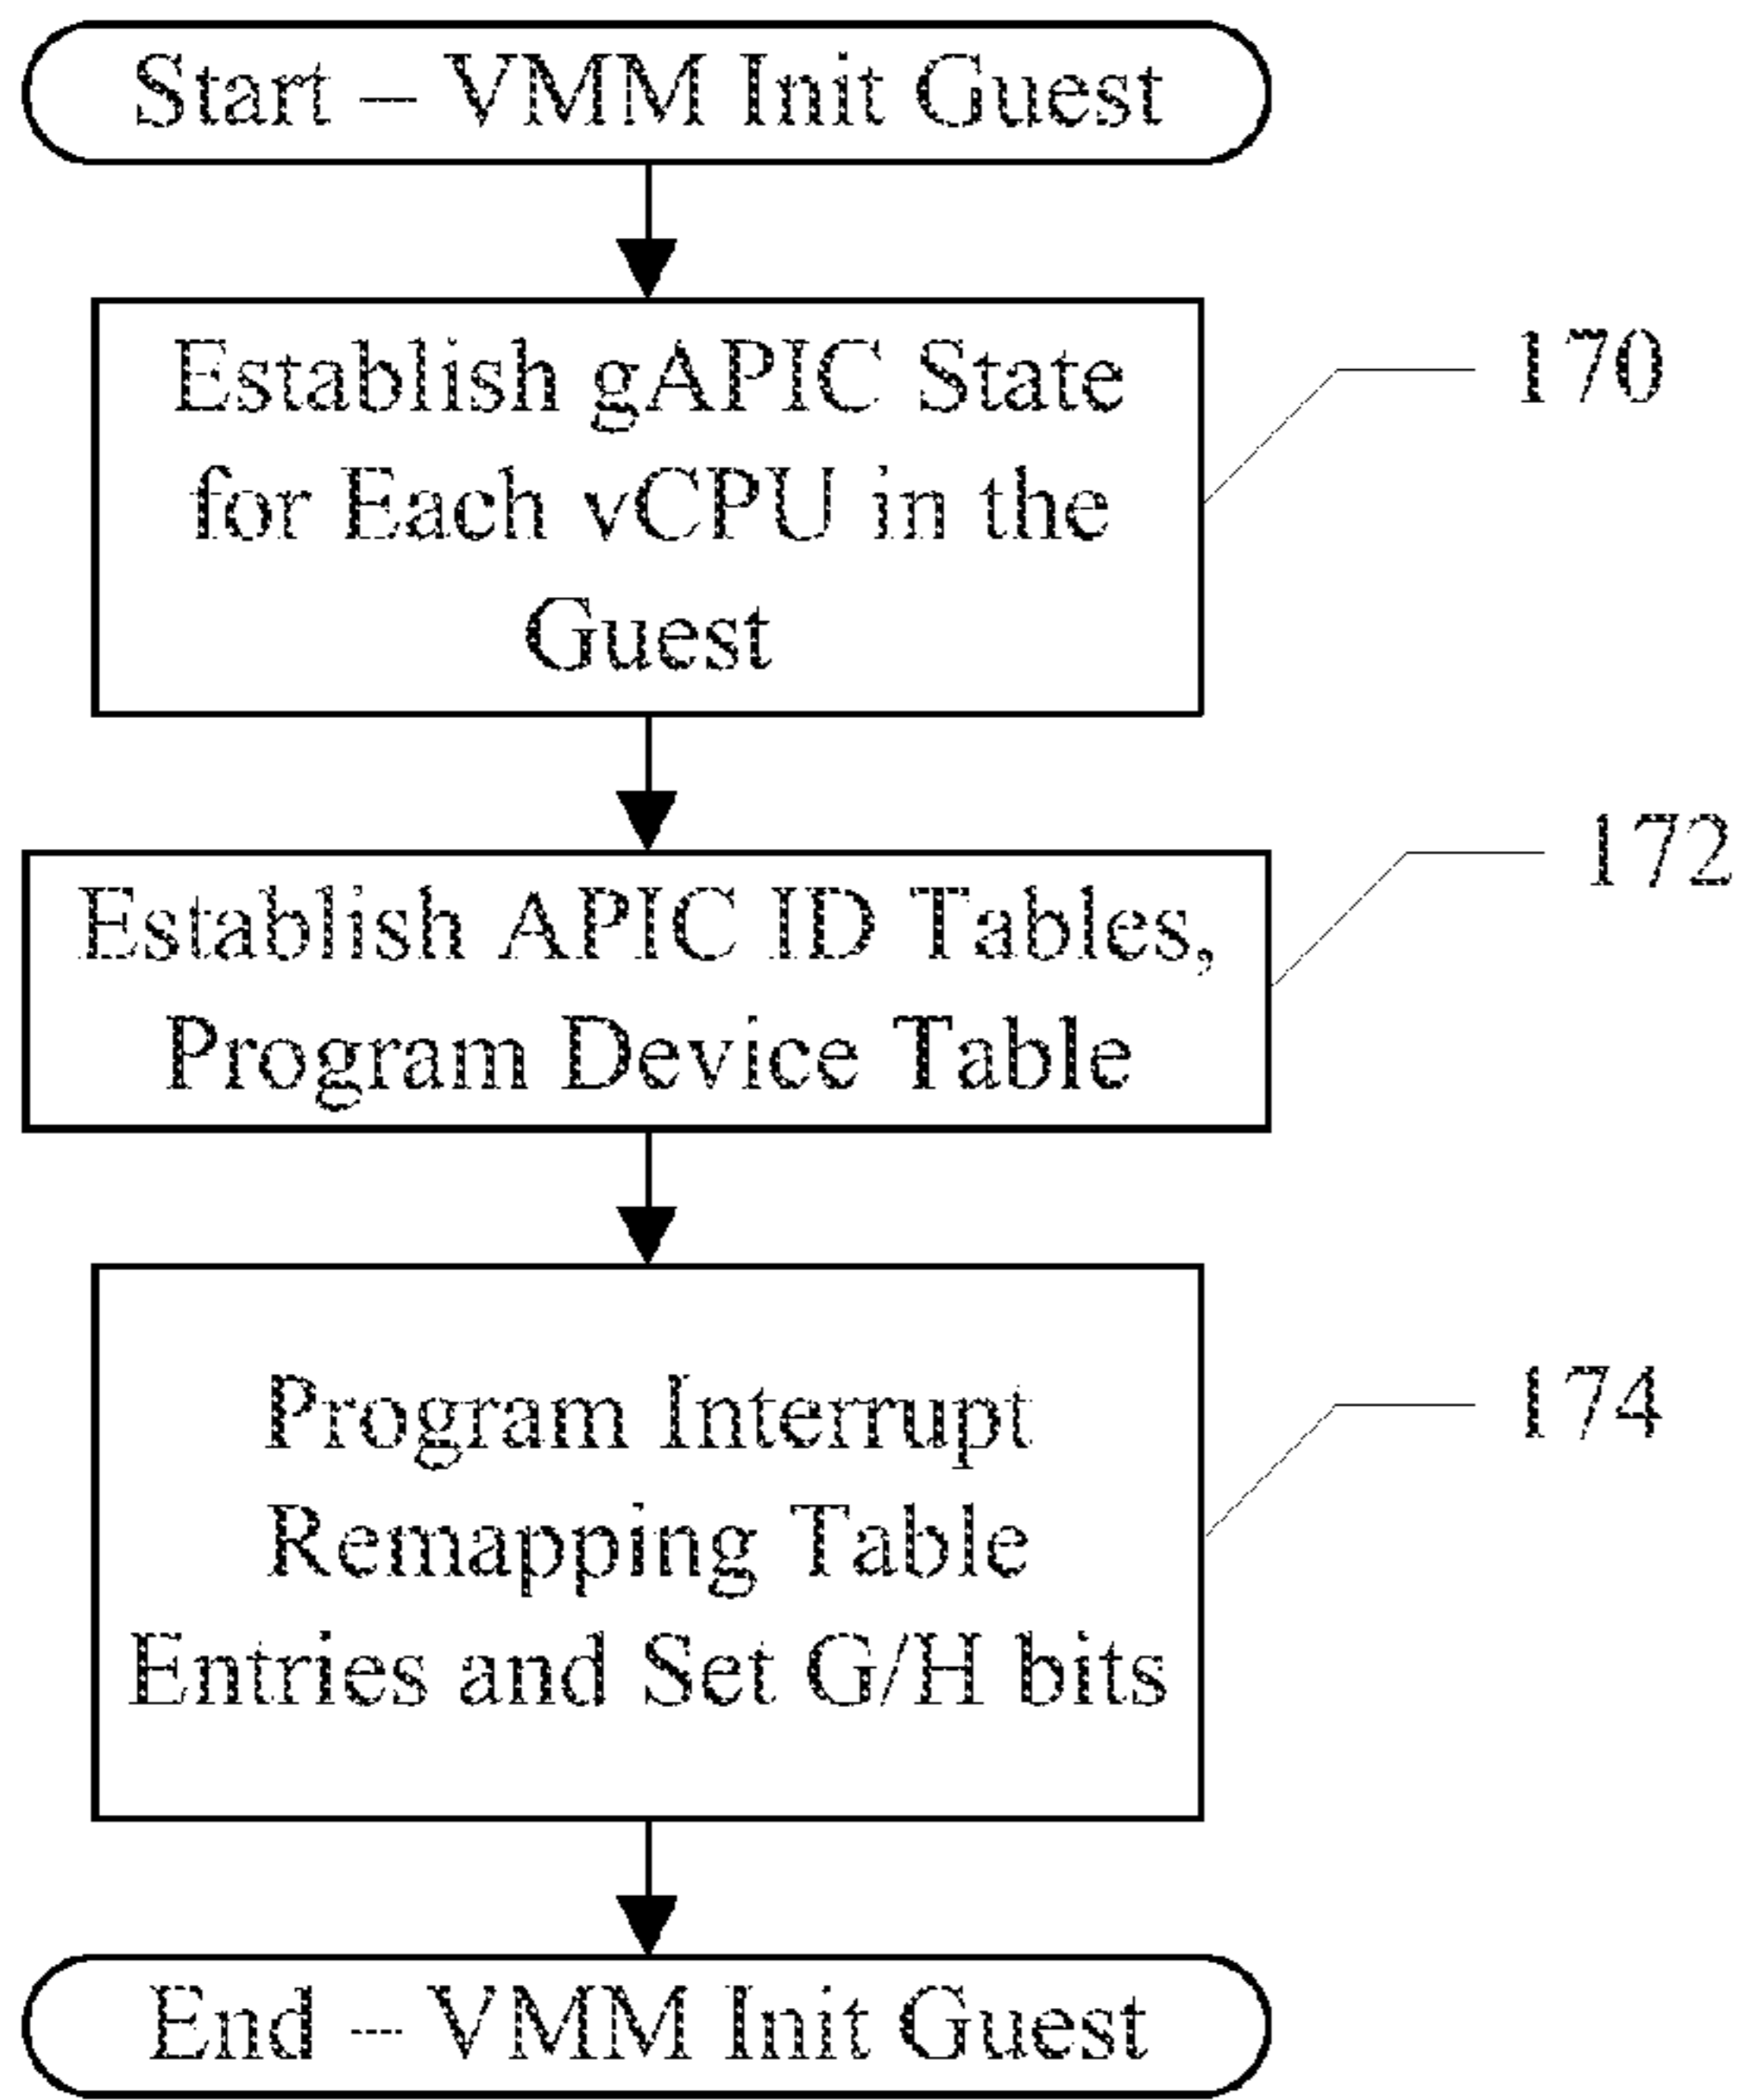 Start – VMM Init Guest
Establish gAPIC State
for Each vCPU in the
Guest
170
Establish APIC ID Tables,
Program Device Table
172
Program Interrupt
Remapping Table
Entries and Set G/H bits
174
End – VMM Init Guest